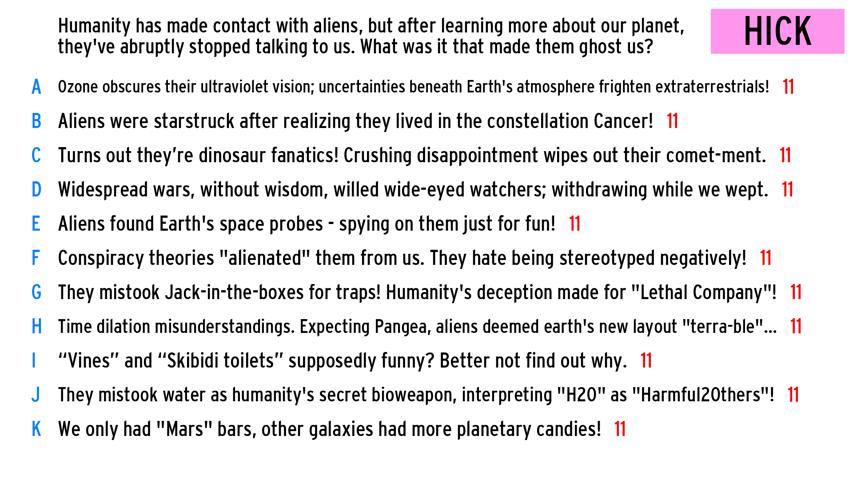 Humanity has made contact with aliens, but after learning more about our planet,
they've abruptly stopped talking to us. What was it that made them ghost us?
HICK
A Ozone obscures their ultraviolet vision; uncertainties beneath Earth's atmosphere frighten extraterrestrials! 11
B Aliens were starstruck after realizing they lived in the constellation Cancer! 11
C Turns out they’re dinosaur fanatics! Crushing disappointment wipes out their comet-ment. 11
D Widespread wars, without wisdom, willed wide-eyed watchers; withdrawing while we wept. 11
E Aliens found Earth's space probes - spying on them just for fun! 11
F Conspiracy theories "alienated" them from us. They hate being stereotyped negatively! 11
G They mistook Jack-in-the-boxes for traps! Humanity's deception made for "Lethal Company"! 11
H Time dilation misunderstandings. Expecting Pangea, aliens deemed earth's new layout "terra-ble"... 11
I “Vines” and “Skibidi toilets” supposedly funny? Better not find out why. 11
J They mistook water as humanity's secret bioweapon, interpreting "H20" as "Harmful20thers"! 11
K We only had "Mars" bars, other galaxies had more planetary candies! 11